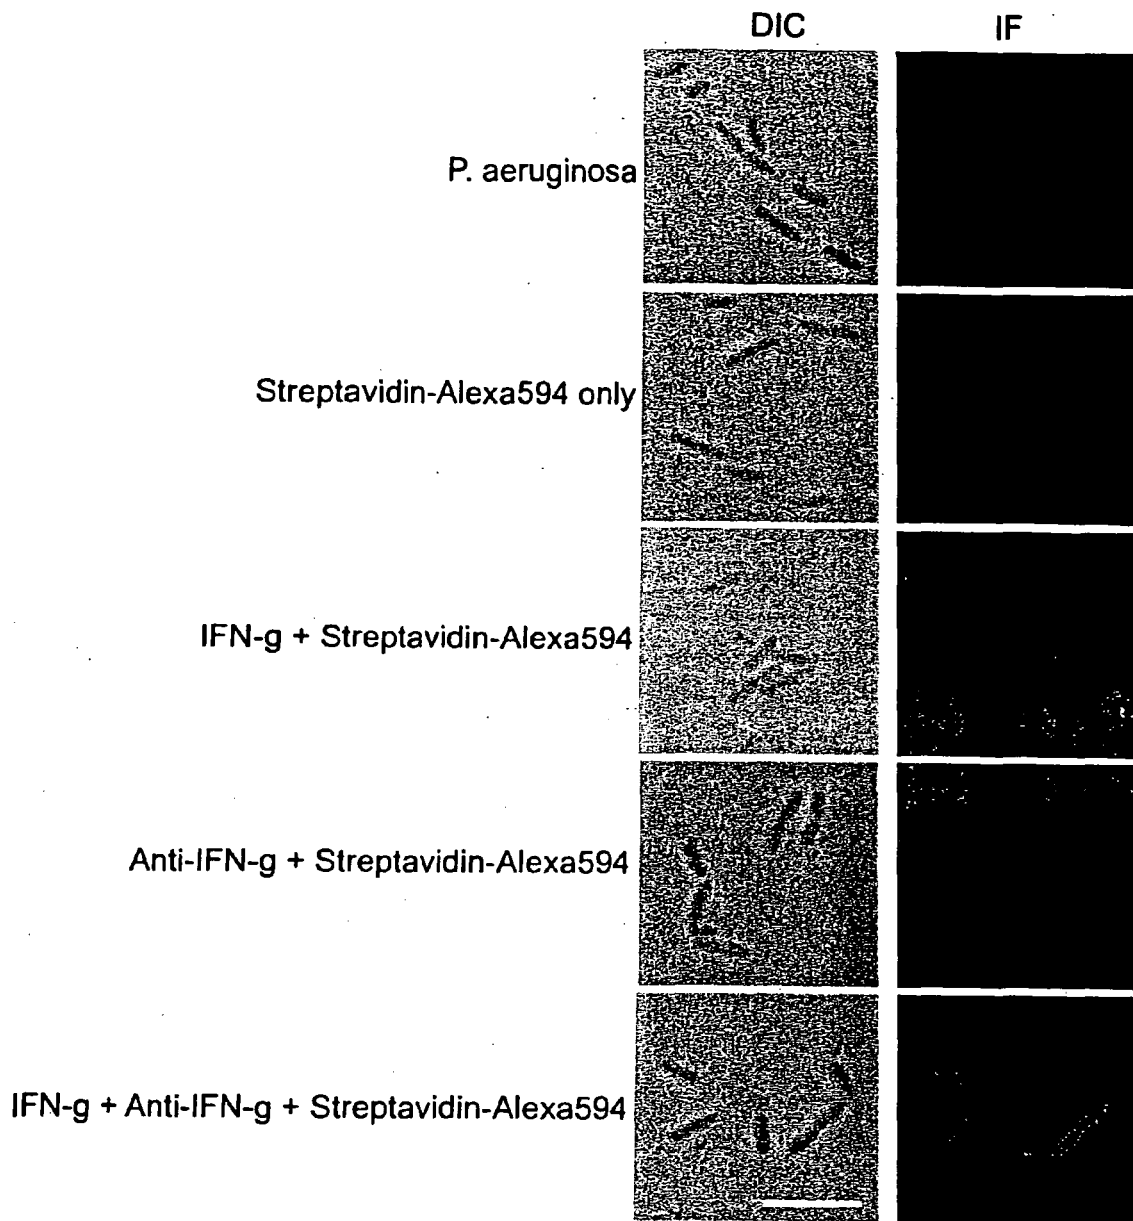 DIC IF
P. aeruginosa
Streptavidin-Alexa594 only
IFN-g + Streptavidin-Alexa594
Anti-IFN-g + Streptavidin-Alexa594
IFN-g + Anti-IFN-g + Streptavidin-Alexa594